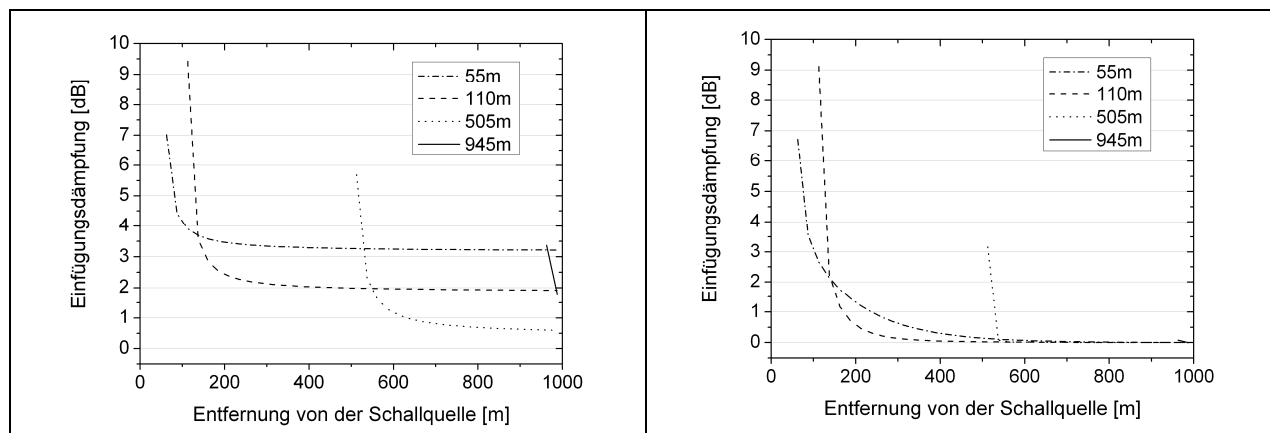 Einfügungsdämpfung [dB]
10
9
8
7
6
5
4
3
2
1
0
55m
110m
505m
945m
0 200 400 600 800 1000
Entfernung von der Schallquelle [m]
Einfügungsdämpfung [dB]
10
9
8
7
6
5
4
3
2
1
0
55m
110m
505m
945m
0 200 400 600 800 1000
Entfernung von der Schallquelle [m]